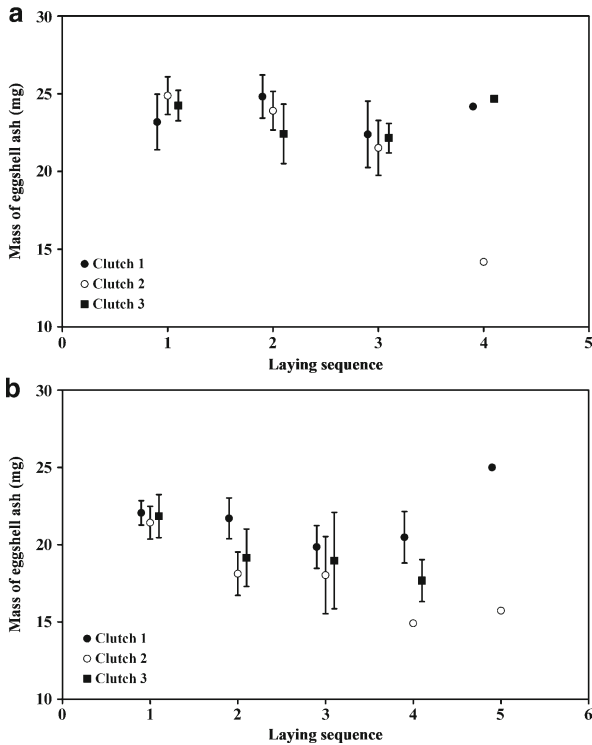 a
30
25
20
15
10
Mass of eggshell ash (mg)
Clutch 1
Clutch 2
Clutch 3
0 1 2 3 4 5
Laying sequence
b
30
25
20
15
10
Mass of eggshell ash (mg)
Clutch 1
Clutch 2
Clutch 3
0 1 2 3 4 5 6
Laying sequence